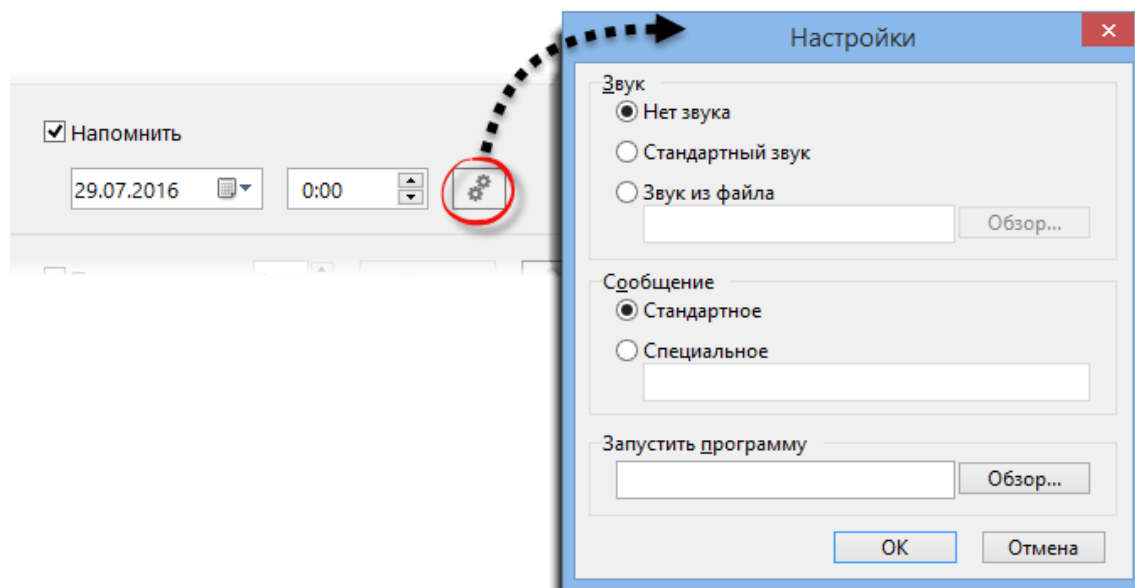 Напомнить
29.07.2016
0:00
Настройки
Звук
Нет звука
Стандартный звук
Звук из файла
Обзор...
Сообщение
Стандартное
Специальное
Запустить программу
Обзор...
OK
Отмена